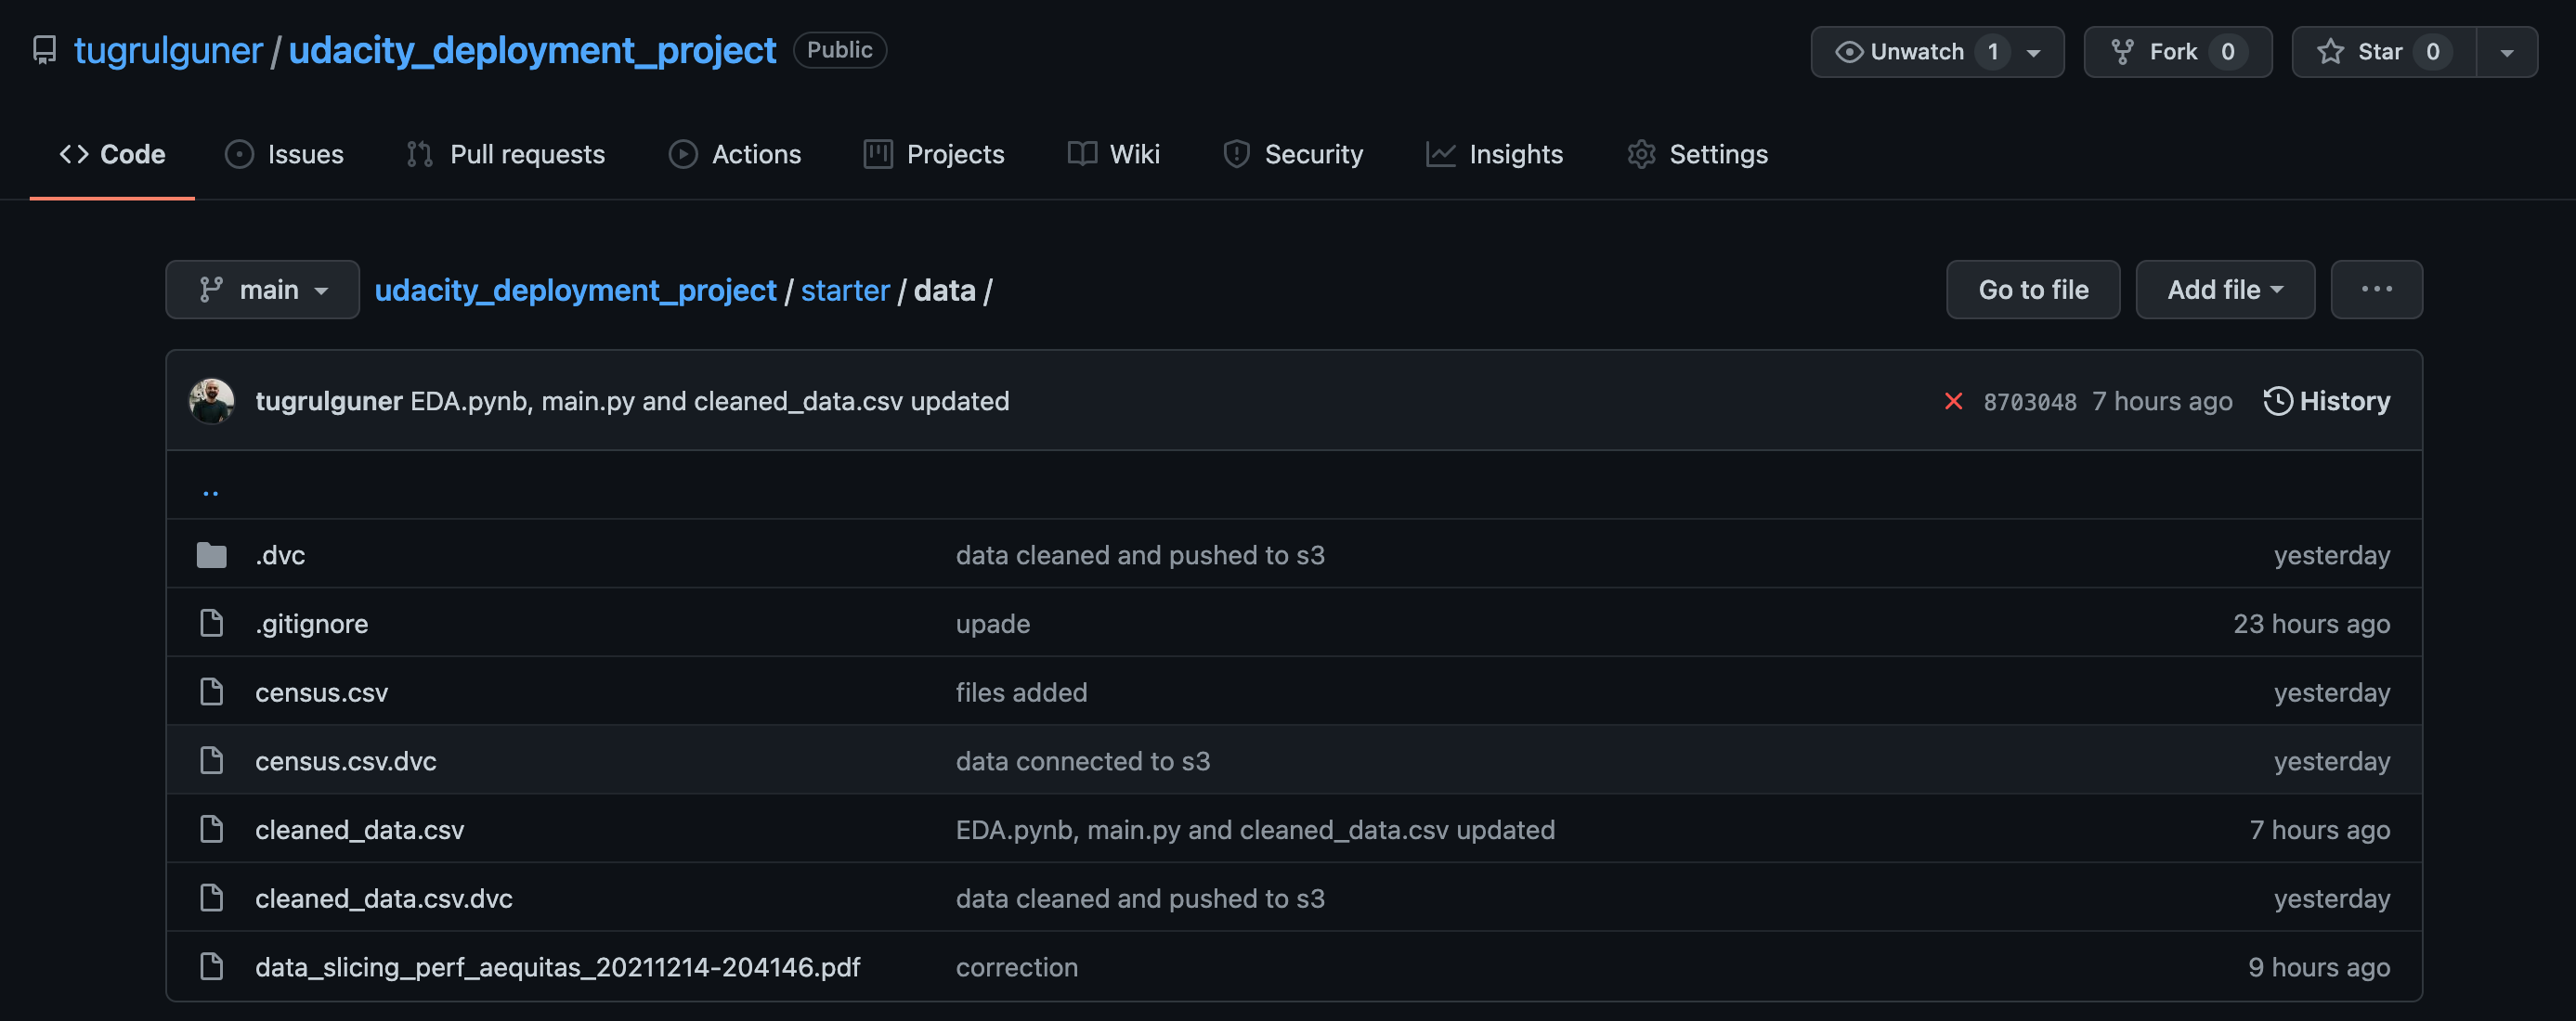 tugrulguner / udacity_deployment_project Public Unwatch 1 Fork 0 Star 0
Code Issues Pull requests Actions Projects Wiki Security Insights Settings
main udacity_deployment_project / starter / data / Go to file Add file ...
tugrulguner EDA.pynb, main.py and cleaned_data.csv updated 8703048 7 hours ago History
..
.dvc data cleaned and pushed to s3 yesterday
.gitignore upade 23 hours ago
census.csv files added yesterday
census.csv.dvc data connected to s3 yesterday
cleaned_data.csv EDA.pynb, main.py and cleaned_data.csv updated 7 hours ago
cleaned_data.csv.dvc data cleaned and pushed to s3 yesterday
data_slicing_perf_aequitas_20211214-204146.pdf correction 9 hours ago